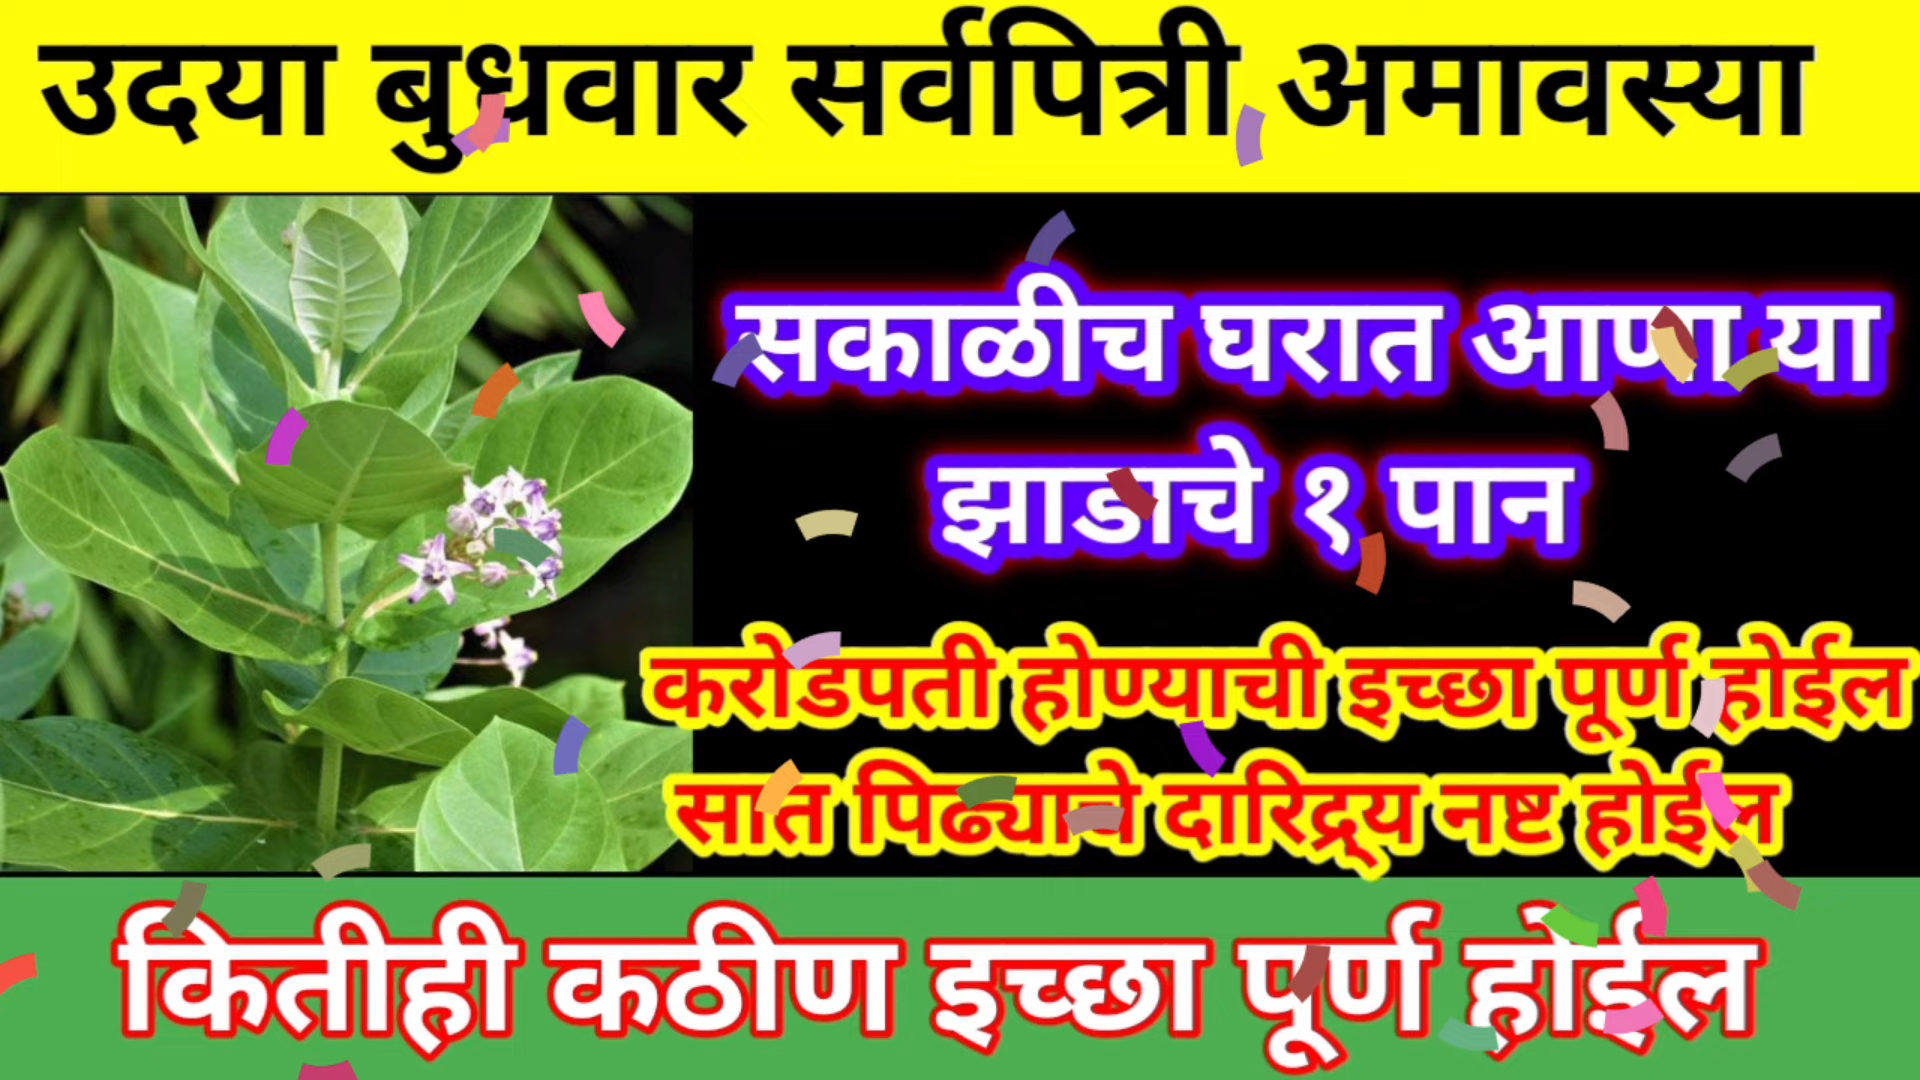 उदया बुधवार सर्वपित्री अमावस्या
सकाळीच घरात आणा या
झाडाचे १ पान
करोडपती होण्याची इच्छा पूर्ण होईल
सात पिढ्याचे दारिद्र्य नष्ट होईल
कितीही कठीण इच्छा पूर्ण होईल